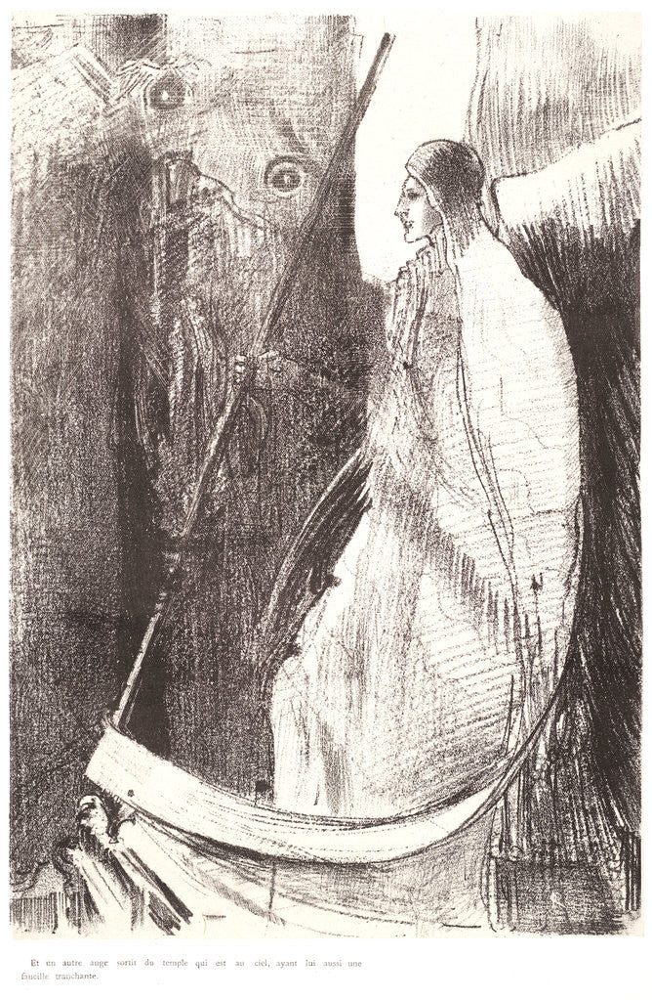 Et un autre ange sortit du temple qui est au ciel, ayant lui aussi une
faucille tranchante.